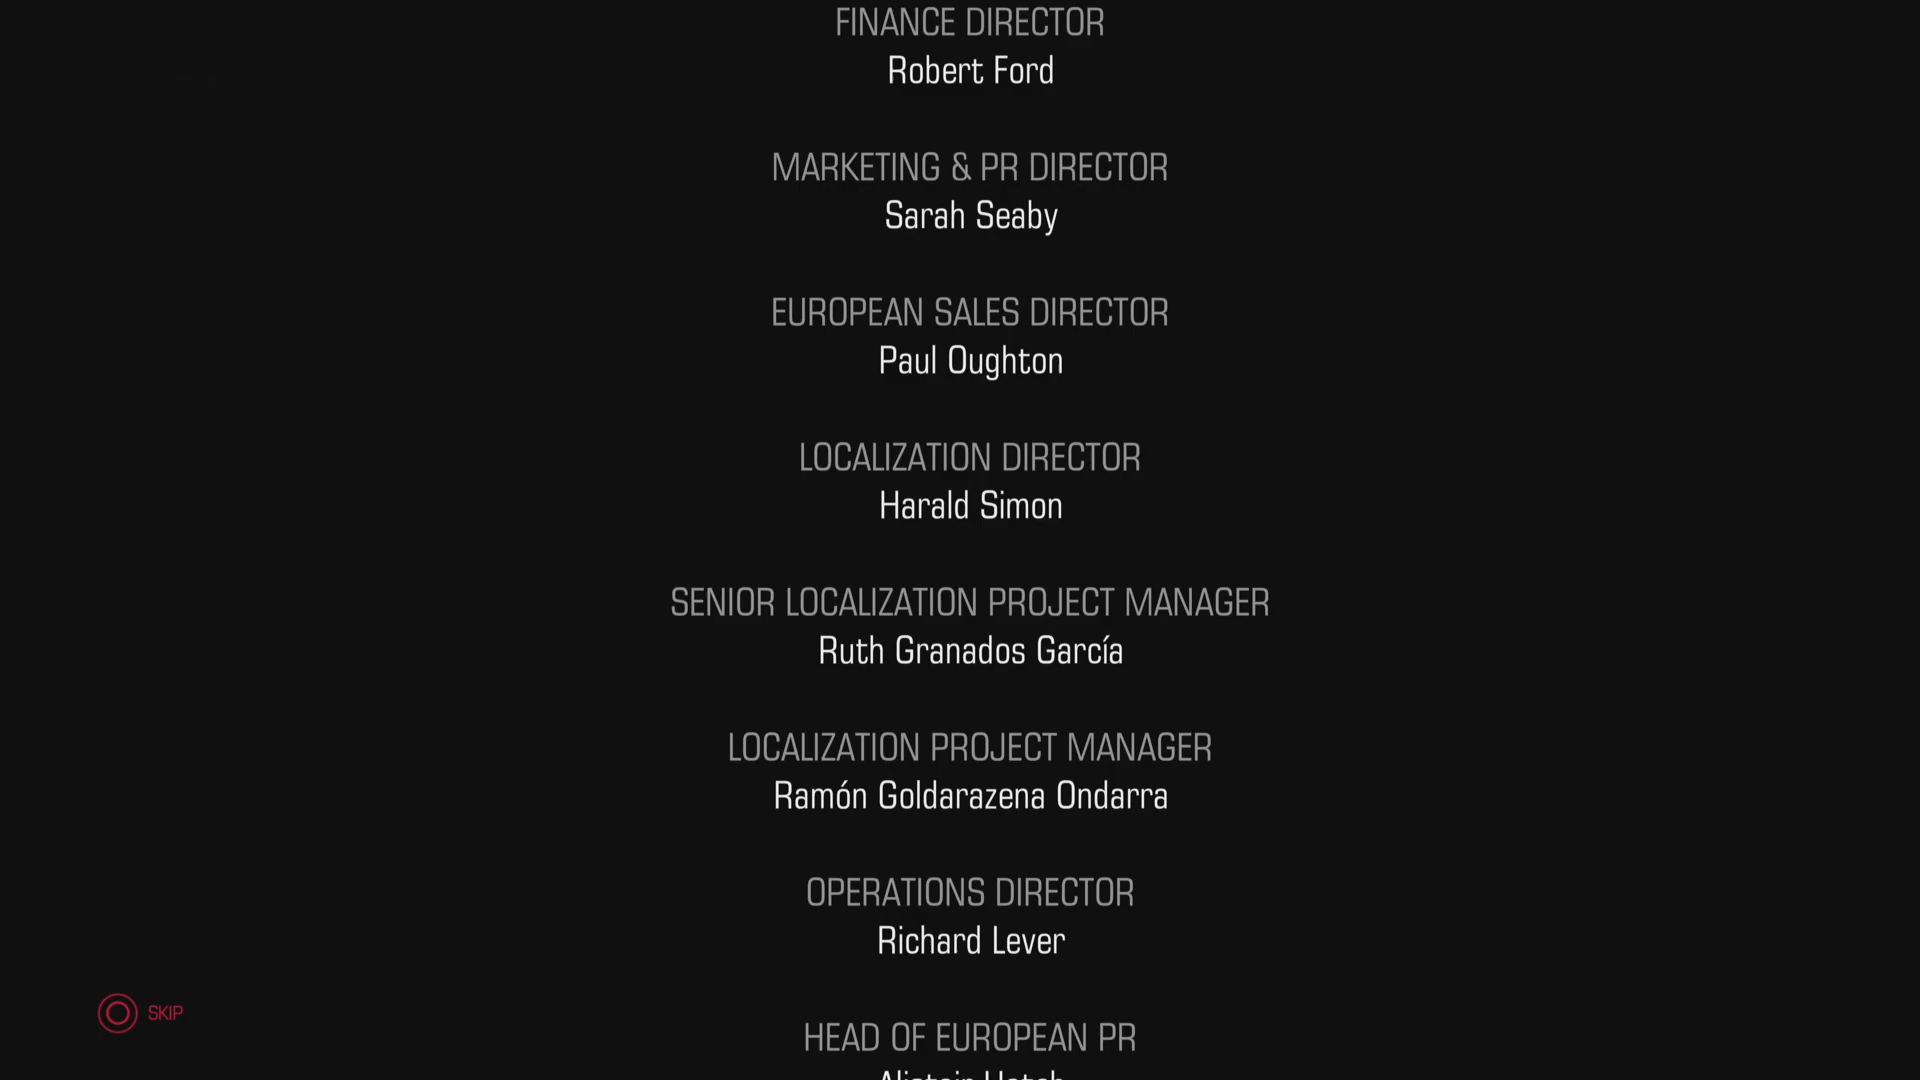 FINANCE DIRECTOR
Robert Ford
MARKETING & PR DIRECTOR
Sarah Seaby
EUROPEAN SALES DIRECTOR
Paul Oughton
LOCALIZATION DIRECTOR
Harald Simon
SENIOR LOCALIZATION PROJECT MANAGER
Ruth Granados García
LOCALIZATION PROJECT MANAGER
Ramón Goldarazena Ondarra
OPERATIONS DIRECTOR
Richard Lever
SKIP
HEAD OF EUROPEAN PR